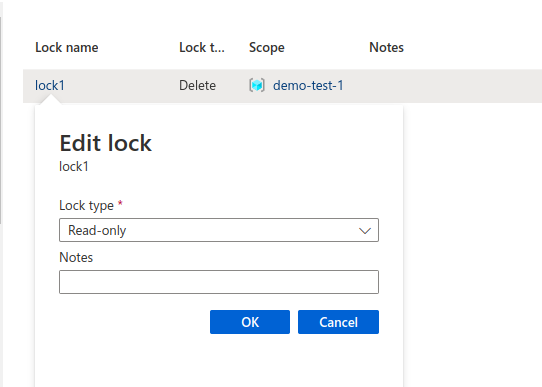 Lock name Lock t... Scope Notes
lock1 Delete demo-test-1
Edit lock
lock1
Lock type *
Read-only
Notes
OK Cancel